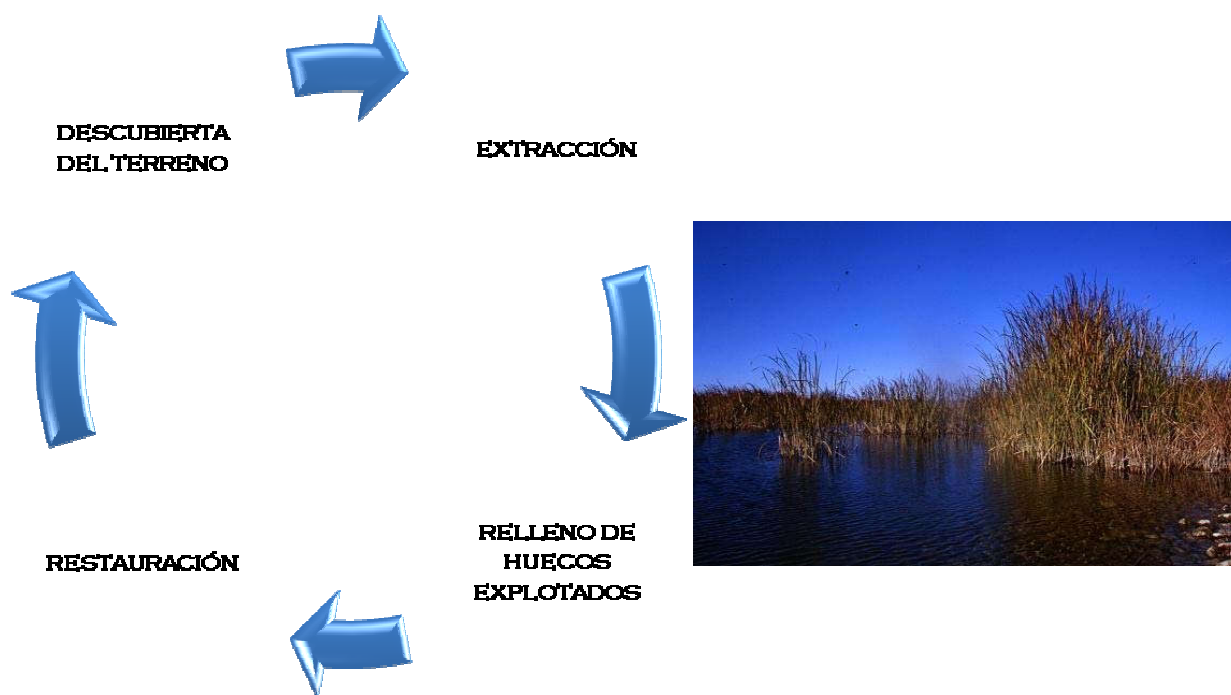 DESCUBIERTA
DEL TERRENO
EXTRACCIÓN
RELLENO DE
HUECOS
EXPLOTADOS
RESTAURACIÓN